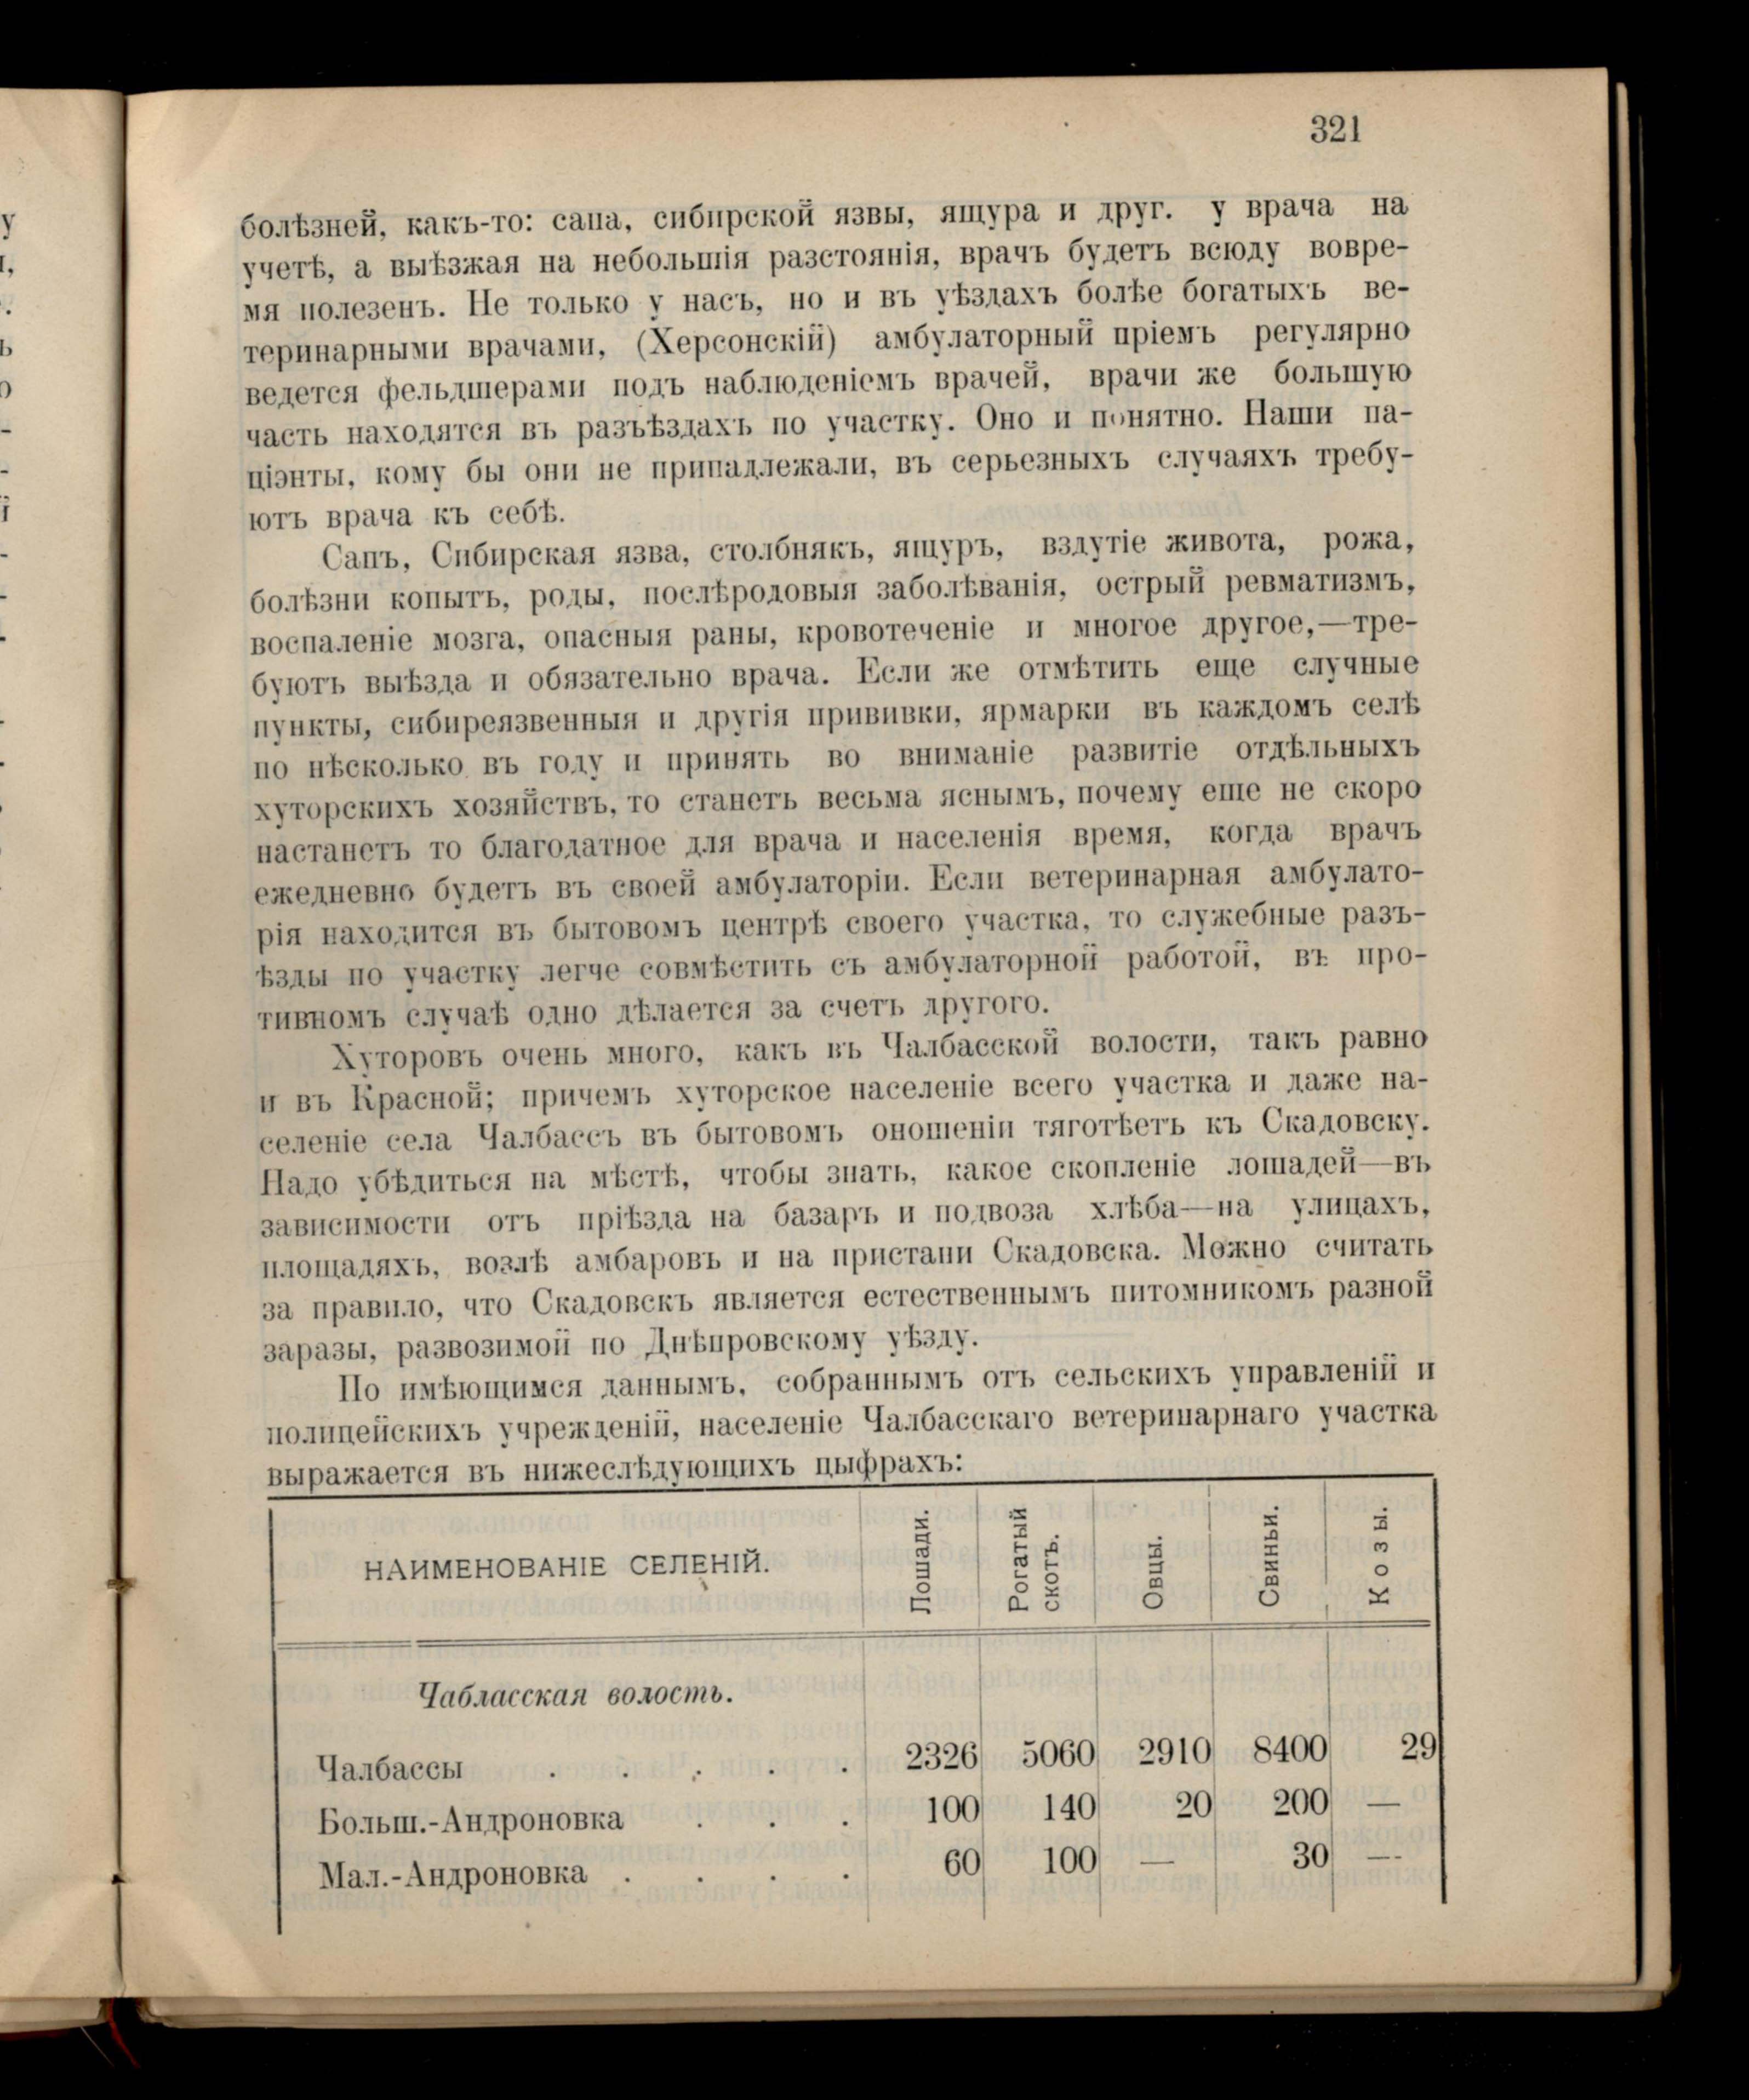 321
болѣзней, какъ-то: сапа, сибирской язвы, ящура и друг. у врача на
учетѣ, а выѣзжая на небольшія разстоянія, врачъ будетъ всюду вовре-
мя полезенъ. Не только у насъ, но и въ уѣздахъ болѣе богатыхъ ве-
теринарными врачами, (Херсонскій) амбулаторный пріемъ регулярно
ведется фельдшерами подъ наблюденіемъ врачей, врачи же большую
часть находятся въ разъѣздахъ по участку. Оно и понятно. Наши па-
ціэнты, кому бы они не припадлежали, въ серьезныхъ случаяхъ требу-
ютъ врача къ себѣ.
Сапъ, Сибирская язва, столбнякъ, ящуръ, вздутіе живота, рожа,
болѣзни копытъ, роды, послѣродовыя заболѣванія, острый ревматизмъ,
воспаленіе мозга, опасныя раны, кровотеченіе и многое другое,—тре-
буютъ выѣзда и обязательно врача. Если же отмѣтить еще случные
пункты, сибиреязвенныя и другія прививки, ярмарки въ каждомъ селѣ
по нѣсколько въ году и принять во вниманіе развитіе отдѣльныхъ
хуторскихъ хозяйствъ, то станетъ весьма яснымъ, почему еще не скоро
настанетъ то благодатное для врача и населенія время, когда врачъ
ежедневно будетъ въ своей амбулаторіи. Если ветеринарная амбулато-
рія находится въ бытовомъ центрѣ своего участка, то служебные разъ-
ѣзды по участку легче совмѣстить съ амбулаторной работой, въ про-
тивномъ случаѣ одно дѣлается за счетъ другого.
Хуторовъ очень много, какъ въ Чалбасской волости, такъ равно
и въ Красной; причемъ хуторское населеніе всего участка и даже на-
селеніе села Чалбассъ въ бытовомъ оношеніи тяготѣетъ къ Скадовску.
Надо убѣдиться на мѣстѣ, чтобы знать, какое скопленіе лошадей—въ
зависимости отъ пріѣзда на базаръ и подвоза хлѣба—на улицахъ,
площадяхъ, возлѣ амбаровъ и на пристани Скадовска. Можно считать
за правило, что Скадовскъ является естественнымъ питомникомъ разной
заразы, развозимой по Днѣпровскому уѣзду.
По имѣющимся даннымъ, собраннымъ отъ сельскихъ управленій и
полицейскихъ учрежденій, населеніе Чалбасскаго ветеринарнаго участка
выражается въ нижеслѣдующихъ цыфрахъ:
НАИМЕНОВАНІЕ СЕЛЕНІЙ. Лошади. Рогатый скотъ. Овцы. Свиньи. Козы.
Чабласская волость.
Чалбассы . . . . . 2326 5060 2910 8400 29
Больш.-Андроновка . . . 100 140 20 200 —
Мал.-Андроновка . . . . 60 100 — 30 —